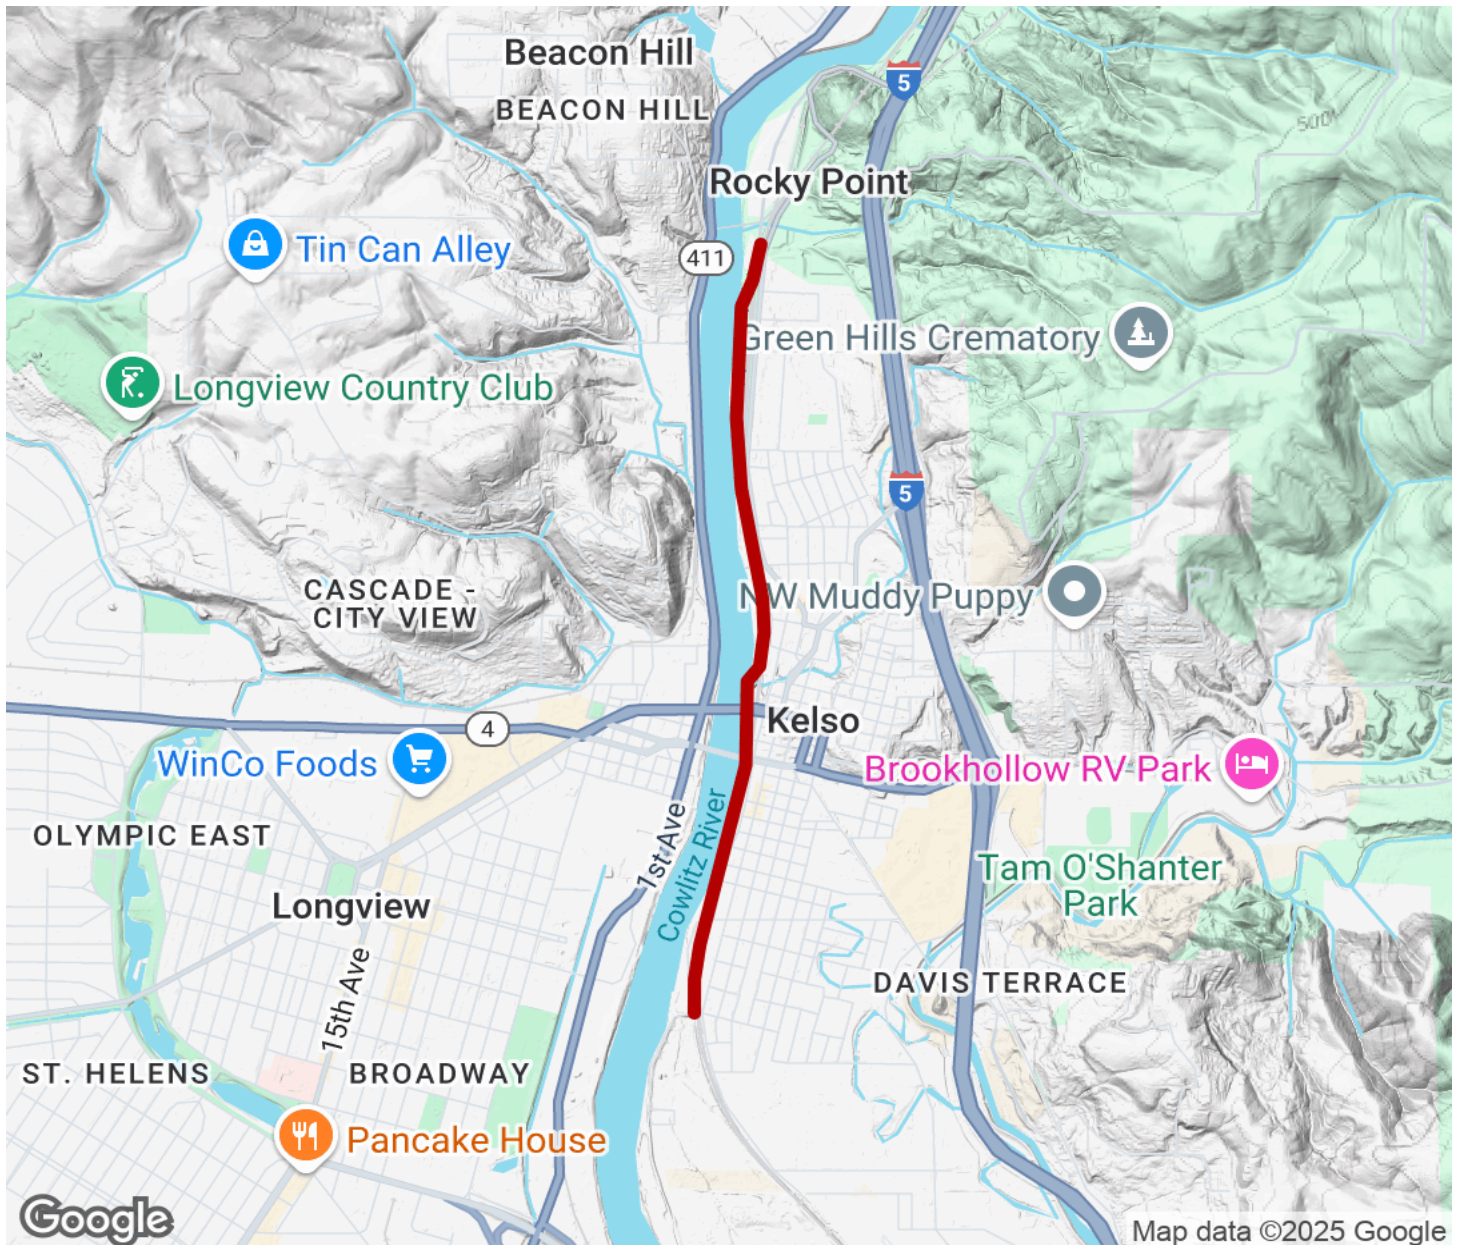 Beacon Hill
BEACON HILL
5
Rocky Point
Tin Can Alley
411
Green Hills Crematory
Longview Country Club
5
CASCADE -
CITY VIEW
NW Muddy Puppy
4
Kelso
WinCo Foods
Brookhollow RV Park
OLYMPIC EAST
1st Ave
Cowlitz River
Tam O'Shanter
Park
Longview
15th Ave
DAVIS TERRACE
ST. HELENS
BROADWAY
Pancake House
Google
Map data ©2025 Google